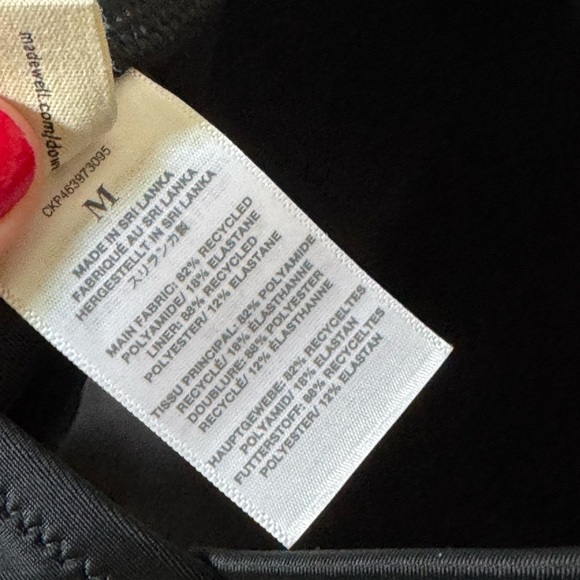 madewell.com/dow
CKP463973095
M
MADE IN SRI LANKA
FABRIQUÉ AU SRI LANKA
HERGESTELLT IN SRI LANKA
スリランカ製
MAIN FABRIC: 82% RECYCLED
POLYAMIDE/ 18% ELASTANE
LINER: 88% RECYCLED
POLYESTER/ 12% ELASTANE
TISSU PRINCIPAL: 82% POLYAMIDE
RECYCLÉ/ 18% ÉLASTHANNE
DOUBLURE: 88% POLYESTER
RECYCLÉ/ 12% ÉLASTHANNE
HAUPTGEWEBE: 82% RECYCELTES
POLYAMID/ 18% ELASTAN
FUTTERSTOFF: 88% RECYCELTES
POLYESTER/ 12% ELASTAN